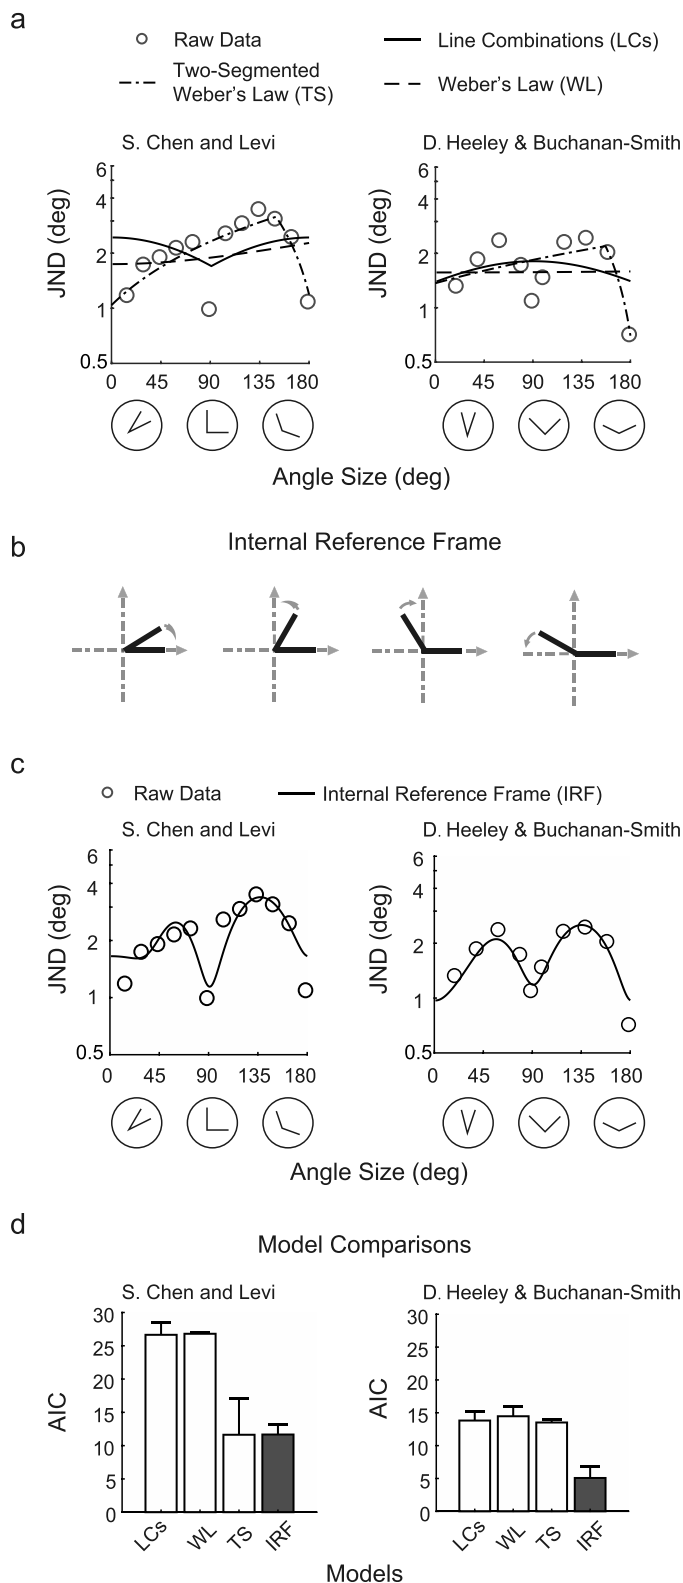 a
Raw Data
Line Combinations (LCs)
Two-Segmented
Weber's Law (TS)
Weber's Law (WL)
S. Chen and Levi
D. Heeley & Buchanan-Smith
JND (deg)
6
4
2
1
0.5
0 45 90 135 180
JND (deg)
6
4
2
1
0.5
0 45 90 135 180
Angle Size (deg)
b
Internal Reference Frame
c
Raw Data
Internal Reference Frame (IRF)
S. Chen and Levi
D. Heeley & Buchanan-Smith
JND (deg)
6
4
2
1
0.5
0 45 90 135 180
JND (deg)
6
4
2
1
0.5
0 45 90 135 180
Angle Size (deg)
d
Model Comparisons
S. Chen and Levi
D. Heeley & Buchanan-Smith
AIC
30
25
20
15
10
5
0
LCs WL TS IRF
AIC
30
25
20
15
10
5
0
LCs WL TS IRF
Models